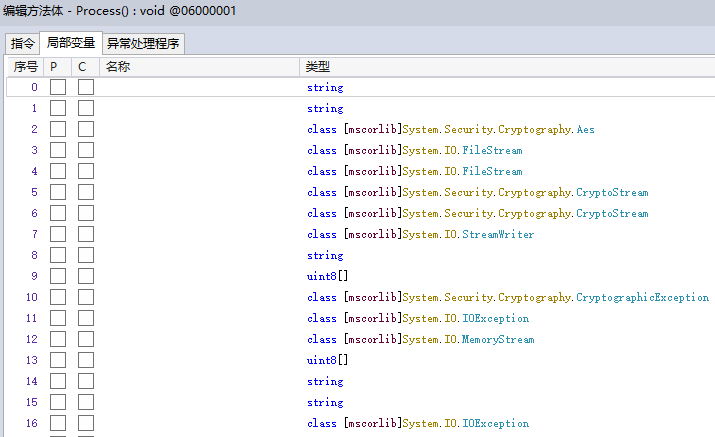 编辑方法体 - Process() : void @06000001
指令 局部变量 异常处理程序
序号 P C 名称 类型
0 string
1 string
2 class [mscorlib]System.Security.Cryptography.Aes
3 class [mscorlib]System.IO.FileStream
4 class [mscorlib]System.IO.FileStream
5 class [mscorlib]System.Security.Cryptography.CryptoStream
6 class [mscorlib]System.Security.Cryptography.CryptoStream
7 class [mscorlib]System.IO.StreamWriter
8 string
9 uint8[]
10 class [mscorlib]System.Security.Cryptography.CryptographicException
11 class [mscorlib]System.IO.IOException
12 class [mscorlib]System.IO.MemoryStream
13 uint8[]
14 string
15 string
16 class [mscorlib]System.IO.IOException